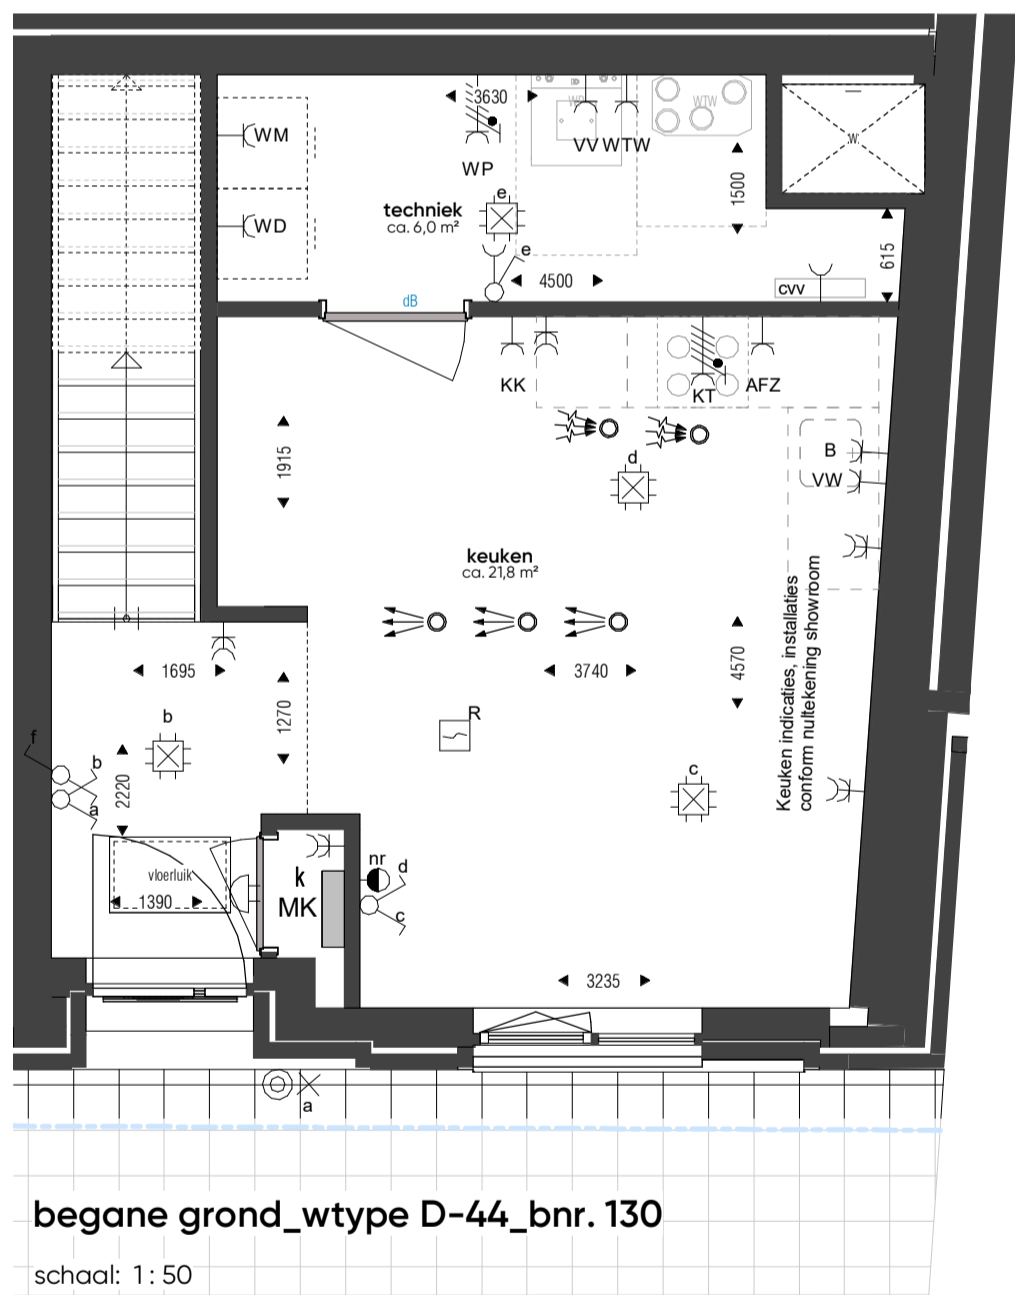 3630
WP
WTW
WM
VV WTW
WP
1500
W
e
techniek
ca. 6,0 m²
WD
e
615
4500
cvv
dB
KK
KT
AFZ
1915
d
B
VW
keuken
ca. 21,8 m²
Keuken indicaties, installaties
conform nultekening showroom
1695
3740
4570
1270
b
R
f
b
2220
a
c
vloerluik
1390
k
MK
nr
d
c
3235
a
begane grond_wtype D-44_bnr. 130
schaal: 1 : 50